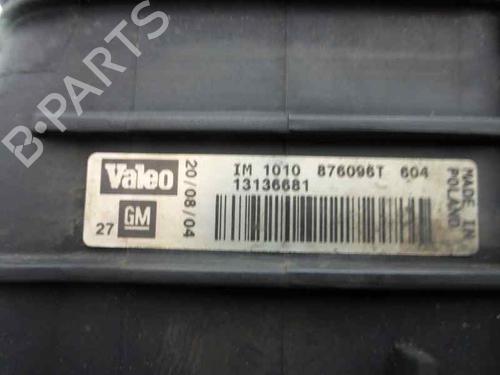 B-PARTS
Valeo
GM
27
20/08/04
IM 1010 876096T 604
13136681
MADE IN
POLAND